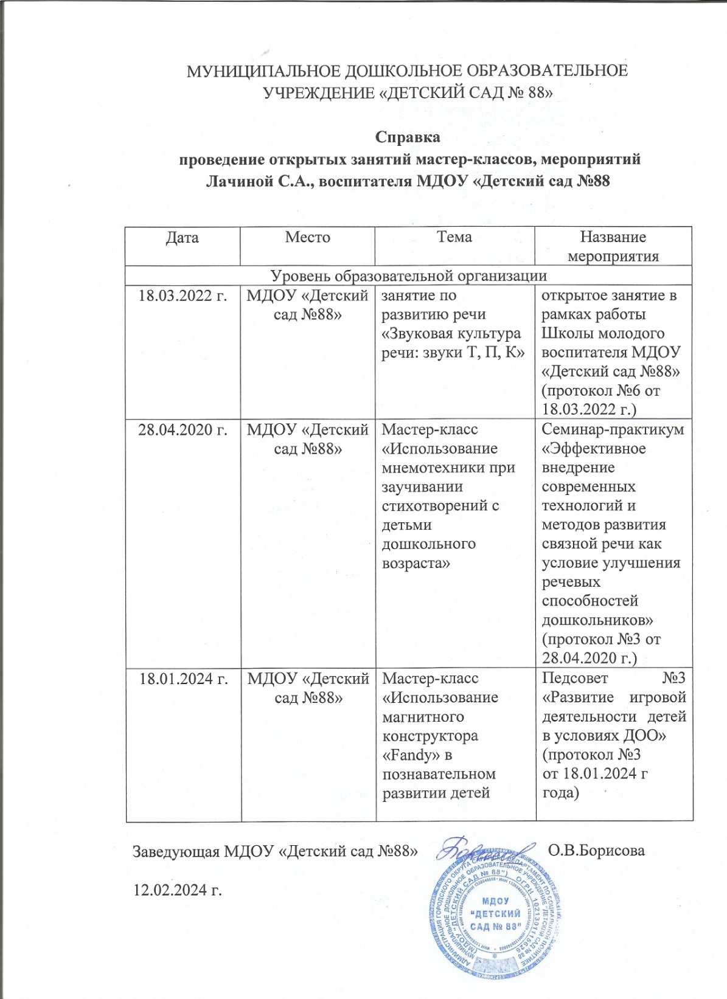 МУНИЦИПАЛЬНОЕ ДОШКОЛЬНОЕ ОБРАЗОВАТЕЛЬНОЕ
УЧРЕЖДЕНИЕ «ДЕТСКИЙ САД № 88»
Справка
проведение открытых занятий мастер-классов, мероприятий
Лачиной С.А., воспитателя МДОУ «Детский сад №88
Дата
Место
Тема
Название
мероприятия
Уровень образовательной организации
18.03.2022 г.
МДОУ «Детский
сад №88»
занятие по
развитию речи
«Звуковая культура
речи: звуки Т, П, К»
открытое занятие в
рамках работы
Школы молодого
воспитателя МДОУ
«Детский сад №88»
(протокол №6 от
18.03.2022 г.)
28.04.2020 г.
МДОУ «Детский
сад №88»
Мастер-класс
«Использование
мнемотехники при
заучивании
стихотворений с
детьми
дошкольного
возраста»
Семинар-практикум
«Эффективное
внедрение
современных
технологий и
методов развития
связной речи как
условие улучшения
речевых
способностей
дошкольников»
(протокол №3 от
28.04.2020 г.)
18.01.2024 г.
МДОУ «Детский
сад №88»
Мастер-класс
«Использование
магнитного
конструктора
«Fandy» в
познавательном
развитии детей
Педсовет №3
«Развитие игровой
деятельности детей
в условиях ДОО»
(протокол №3
от 18.01.2024 г
года)
Заведующая МДОУ «Детский сад №88»
О.В.Борисова
12.02.2024 г.
МДОУ
"ДЕТСКИЙ
САД № 88"